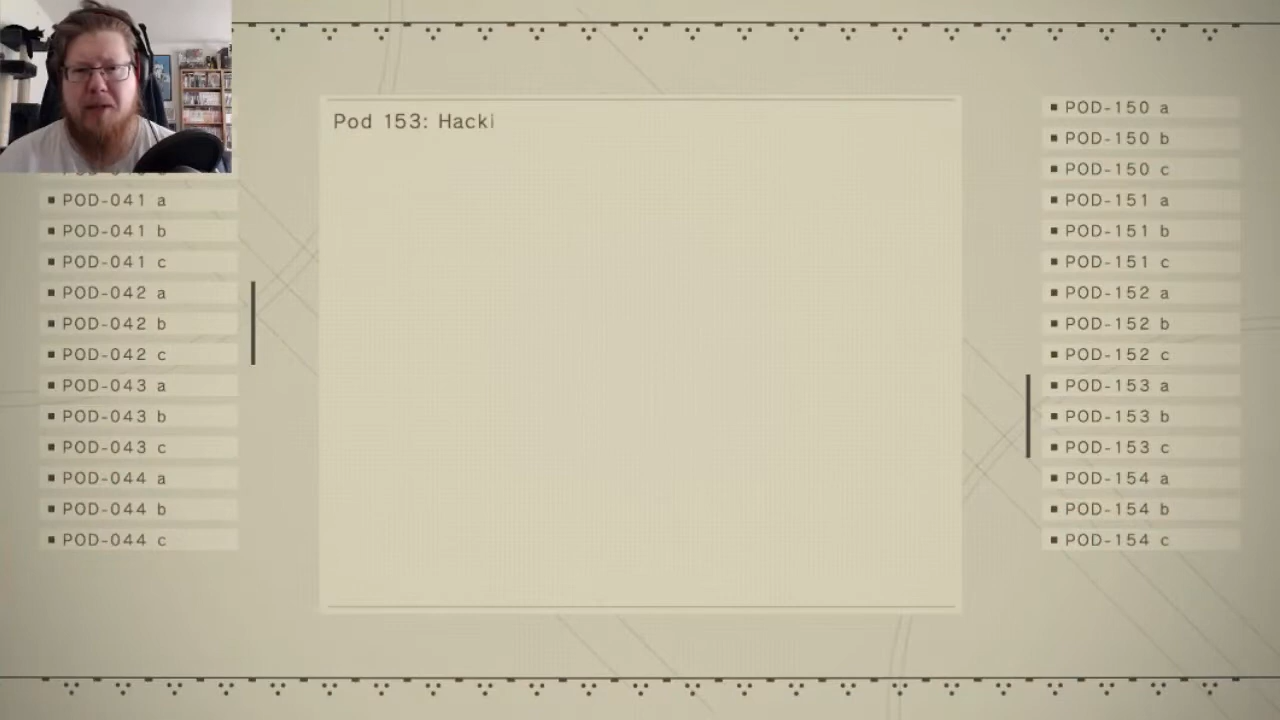 Pod 153: Hacki
POD-041 a
POD-041 b
POD-041 c
POD-042 a
POD-042 b
POD-042 c
POD-043 a
POD-043 b
POD-043 c
POD-044 a
POD-044 b
POD-044 c
POD-150 a
POD-150 b
POD-150 c
POD-151 a
POD-151 b
POD-151 c
POD-152 a
POD-152 b
POD-152 c
POD-153 a
POD-153 b
POD-153 c
POD-154 a
POD-154 b
POD-154 c